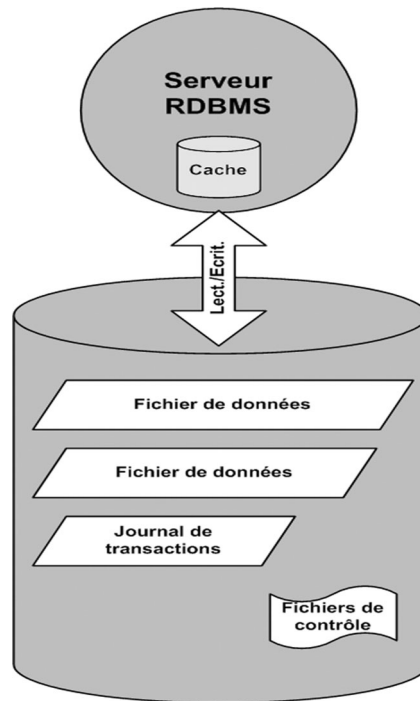 Serveur
RDBMS
Cache
Lect./Ecrit.
Fichier de données
Fichier de données
Journal de
transactions
Fichiers de
contrôle